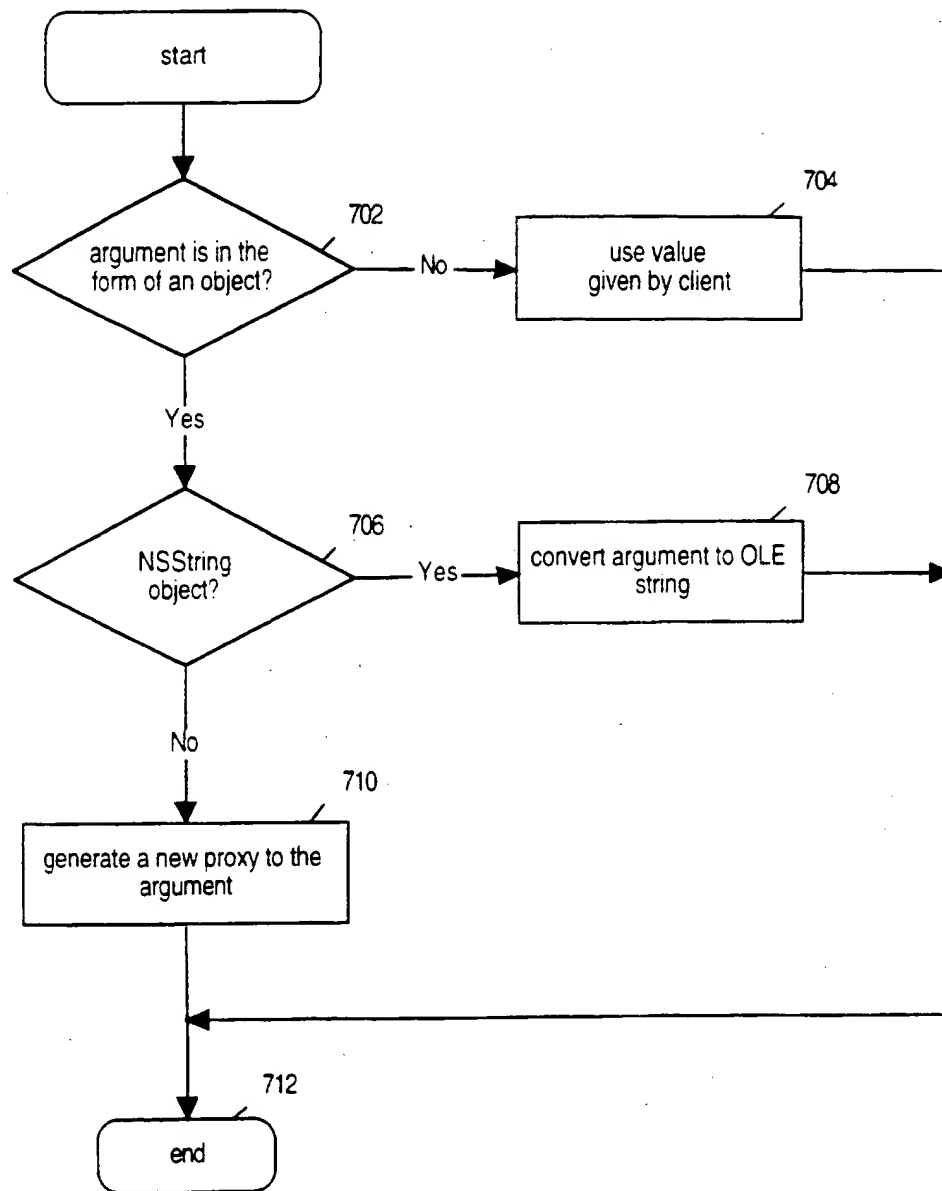 start
702
argument is in the
form of an object?
No
704
use value
given by client
Yes
706
NSString
object?
Yes
708
convert argument to OLE
string
No
710
generate a new proxy to the
argument
712
end